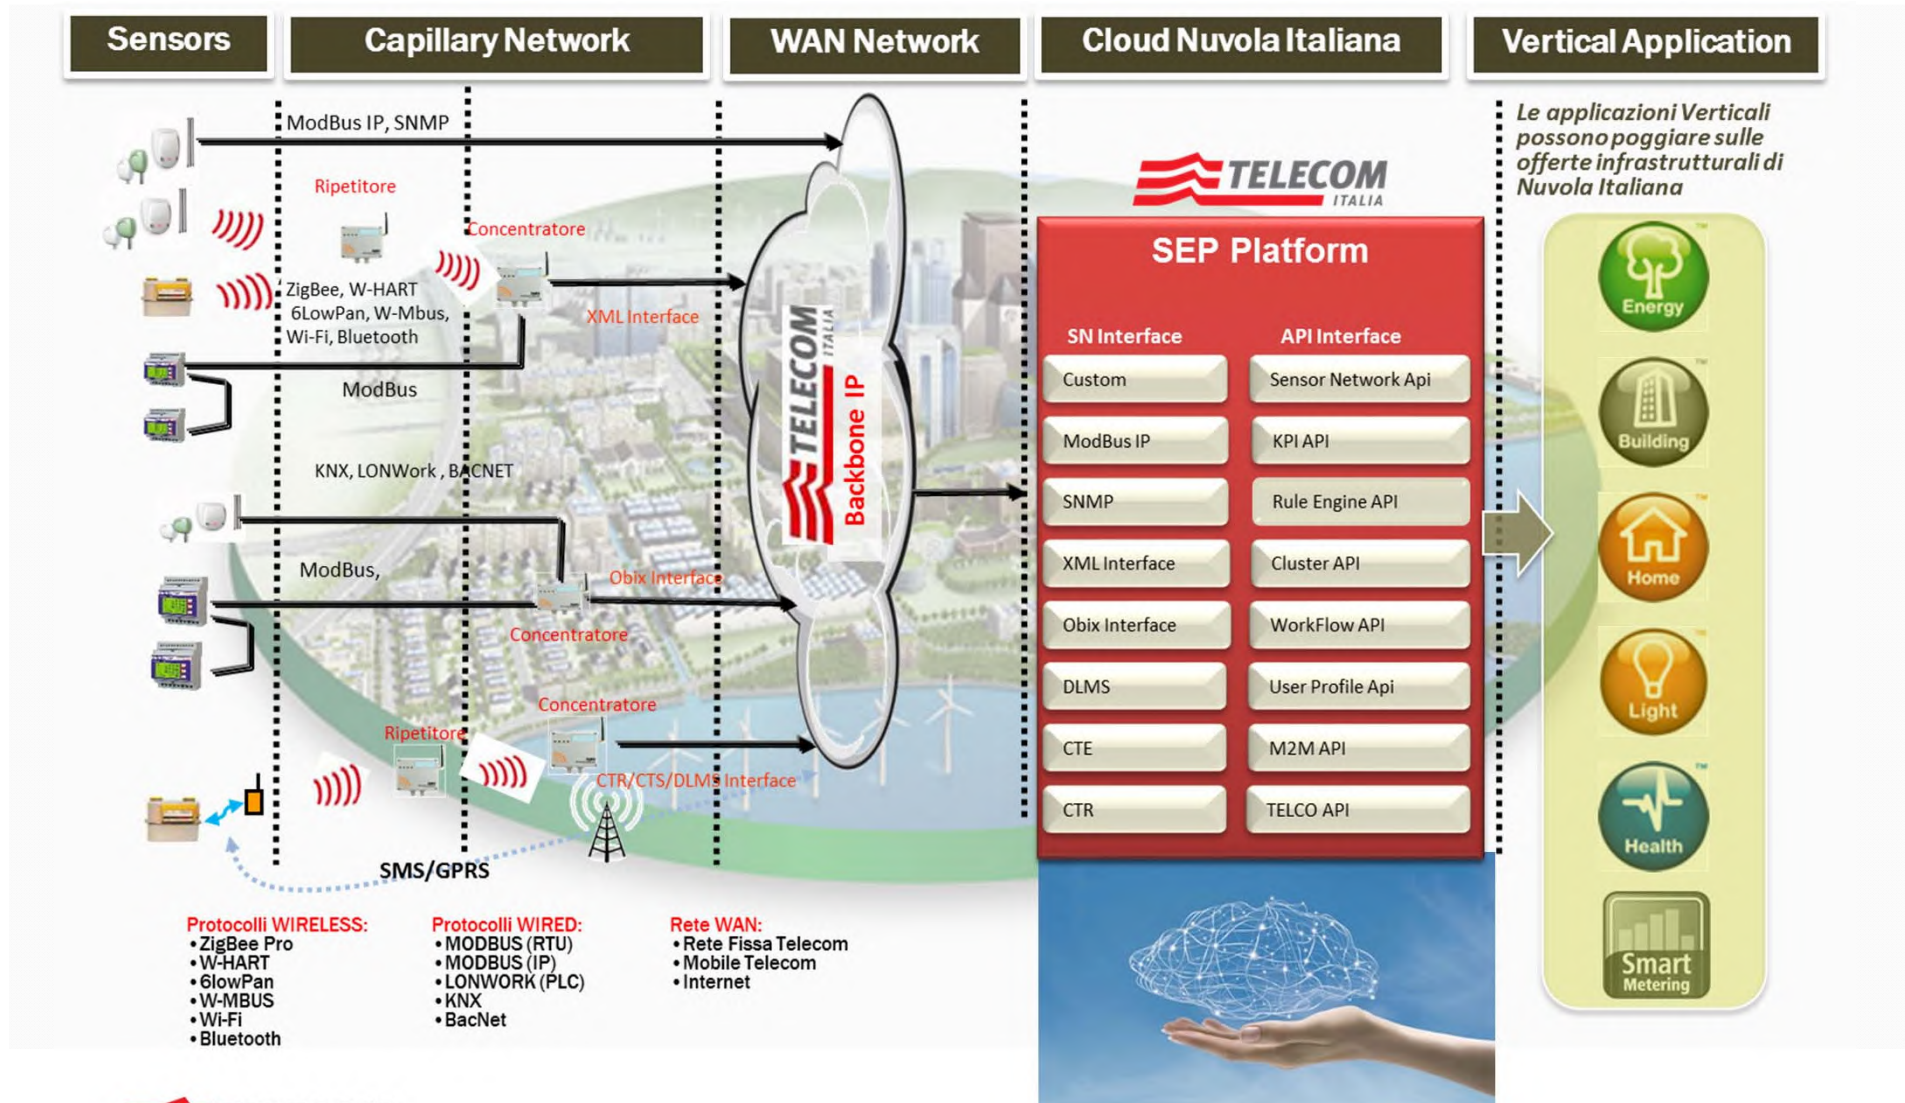 Sensors
Capillary Network
WAN Network
Cloud Nuvola Italiana
Vertical Application
ModBus IP, SNMP
Ripetitore
Concentratore
ZigBee, W-HART
6LowPan, W-Mbus,
Wi-Fi, Bluetooth
XML Interface
ModBus
KNX, LONWork , BACNET
ModBus,
Obix Interface
Concentratore
Concentratore
Ripetitore
CTR/CTS/DLMS Interface
SMS/GPRS
TELECOM
ITALIA
Backbone IP
TELECOM
ITALIA
SEP Platform
SN Interface
API Interface
Custom
Sensor Network Api
ModBus IP
KPI API
SNMP
Rule Engine API
XML Interface
Cluster API
Obix Interface
WorkFlow API
DLMS
User Profile Api
CTE
M2M API
CTR
TELCO API
Le applicazioni Verticali
possono poggiare sulle
offerte infrastrutturali di
Nuvola Italiana
TM
Energy
TM
Building
TM
Home
TM
Light
TM
Health
Smart
Metering
Protocolli WIRELESS:
• ZigBee Pro
• W-HART
• 6lowPan
• W-MBUS
• Wi-Fi
• Bluetooth
Protocolli WIRED:
• MODBUS (RTU)
• MODBUS (IP)
• LONWORK (PLC)
• KNX
• BacNet
Rete WAN:
• Rete Fissa Telecom
• Mobile Telecom
• Internet